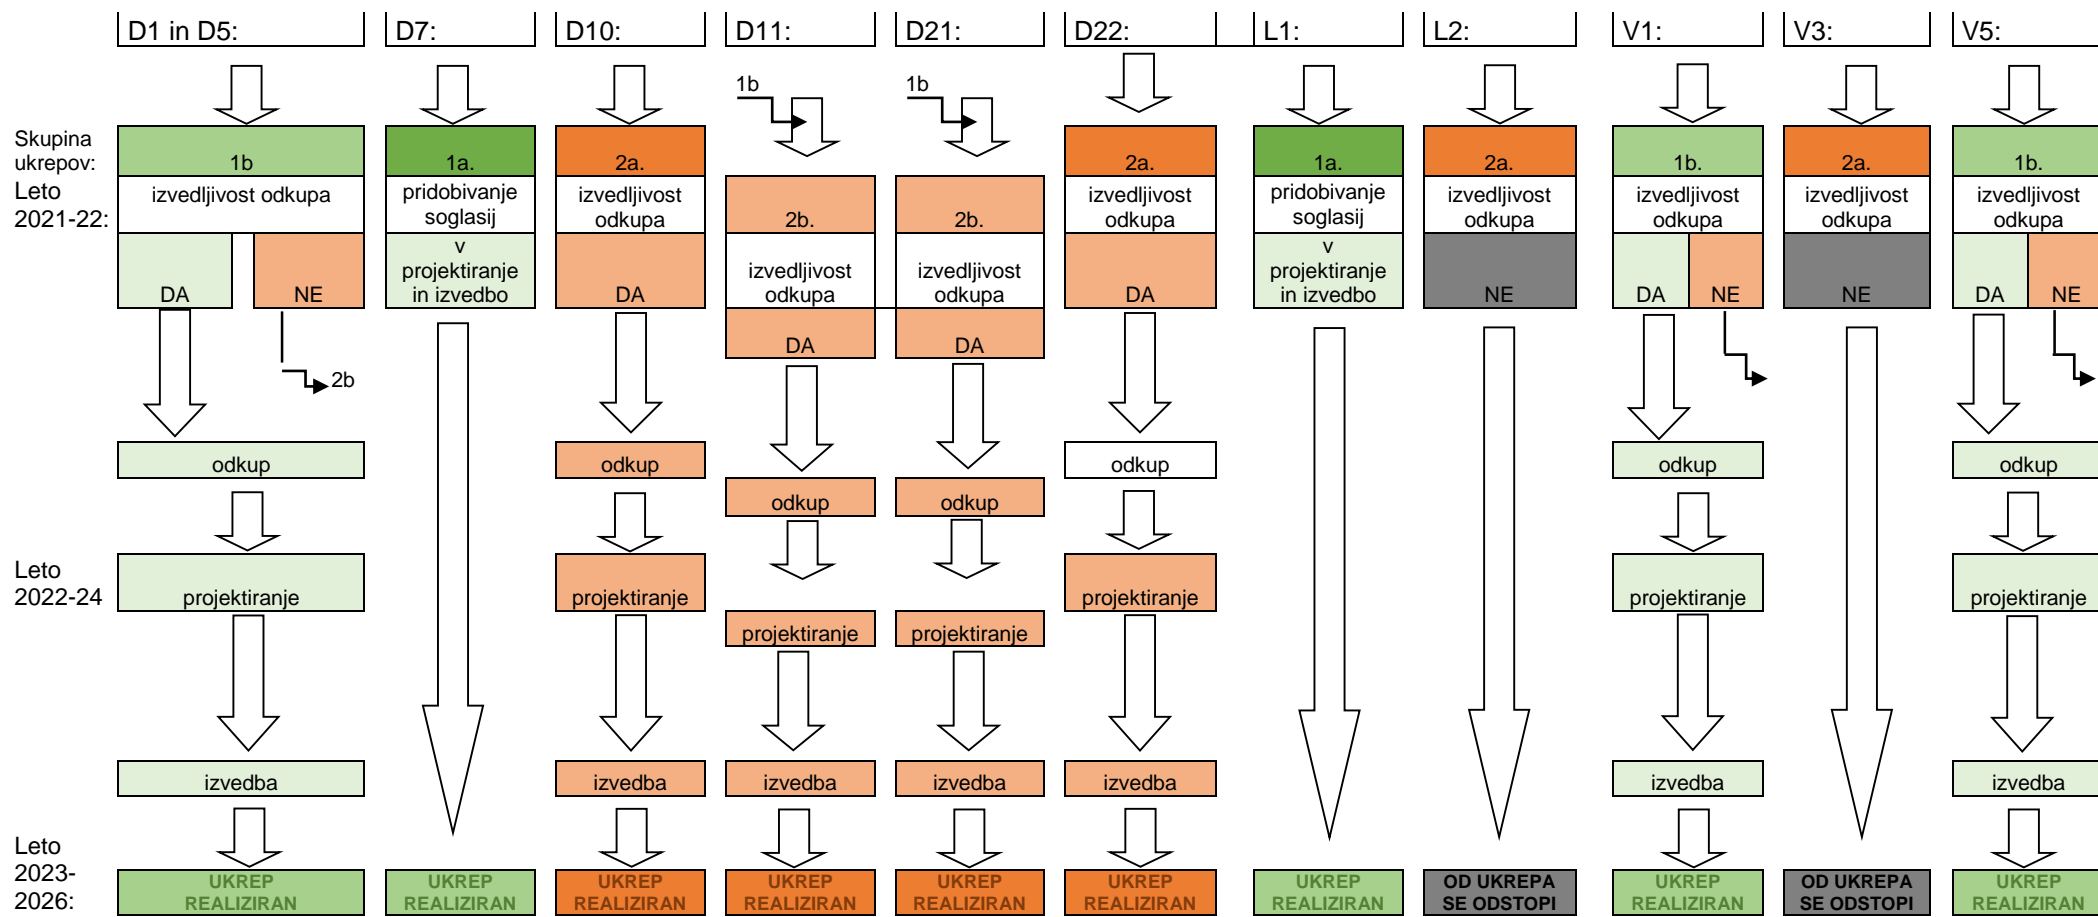 D1 in D5: D7: D10: D11: D21: D22: L1: L2: V1: V3: V5:
1b 1b
Skupina
ukrepov:
1b 1a. 2a. 2a. 1a. 2a. 1b. 2a. 1b.
Leto
2021-22:
izvedljivost odkupa
pridobivanje
soglasij
izvedljivost
odkupa
2b.
2b.
izvedljivost
odkupa
pridobivanje
soglasij
izvedljivost
odkupa
izvedljivost
odkupa
izvedljivost
odkupa
izvedljivost
odkupa
DA NE
v
projektiranje
in izvedbo
DA
izvedljivost
odkupa
izvedljivost
odkupa
DA
v
projektiranje
in izvedbo
NE
DA NE
NE
DA NE
DA DA
2b
odkup odkup odkup odkup odkup
odkup odkup
Leto
2022-24
projektiranje projektiranje projektiranje projektiranje projektiranje
projektiranje projektiranje
izvedba izvedba izvedba izvedba izvedba izvedba izvedba
Leto
2023-
2026:
UKREP
REALIZIRAN
UKREP
REALIZIRAN
UKREP
REALIZIRAN
UKREP
REALIZIRAN
UKREP
REALIZIRAN
UKREP
REALIZIRAN
UKREP
REALIZIRAN
OD UKREPA
SE ODSTOPI
UKREP
REALIZIRAN
OD UKREPA
SE ODSTOPI
UKREP
REALIZIRAN